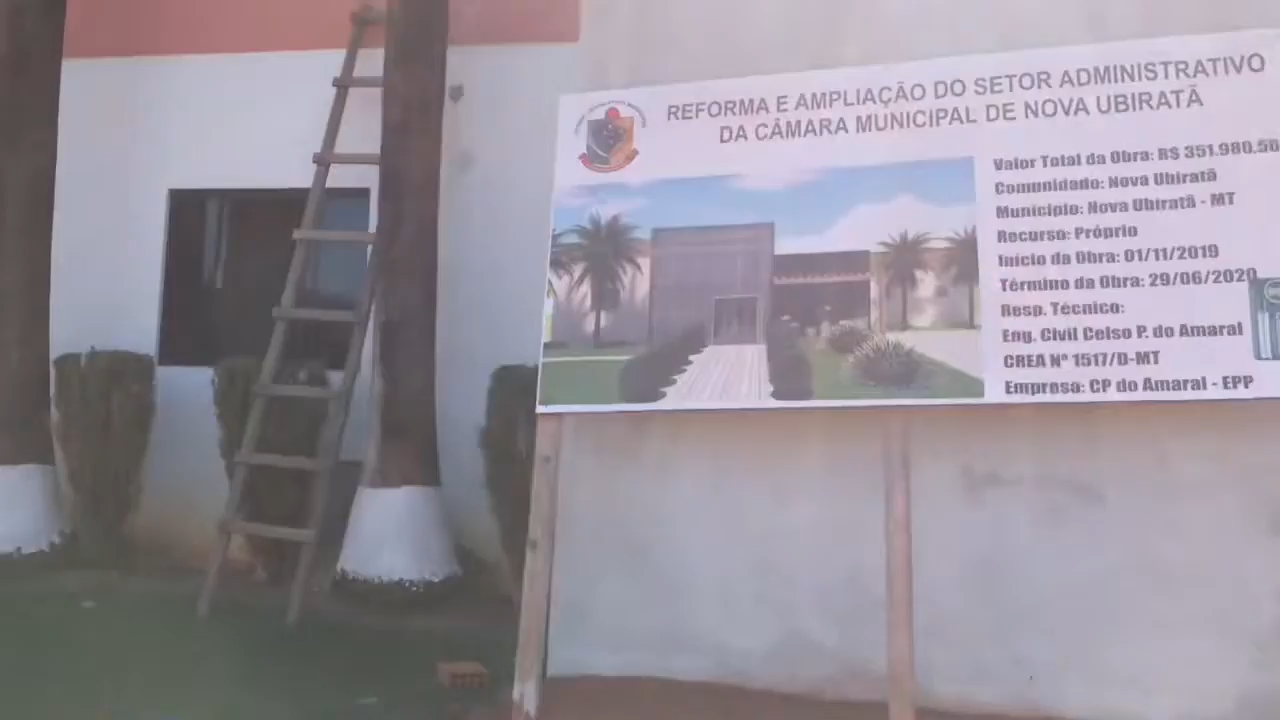 REFORMA E AMPLIAÇÃO DO SETOR ADMINISTRATIVO
DA CÂMARA MUNICIPAL DE NOVA UBIRATÃ
Valor Total da Obra: R$ 351.980,50
Comunidade: Nova Ubiratã
Município: Nova Ubiratã - MT
Recurso: Próprio
Início da Obra: 01/11/2019
Término da Obra: 29/06/2020
Resp. Técnico:
Eng. Civil Celso P. do Amaral
CREA Nº 1517/D-MT
Empresa: CP do Amaral - EPP